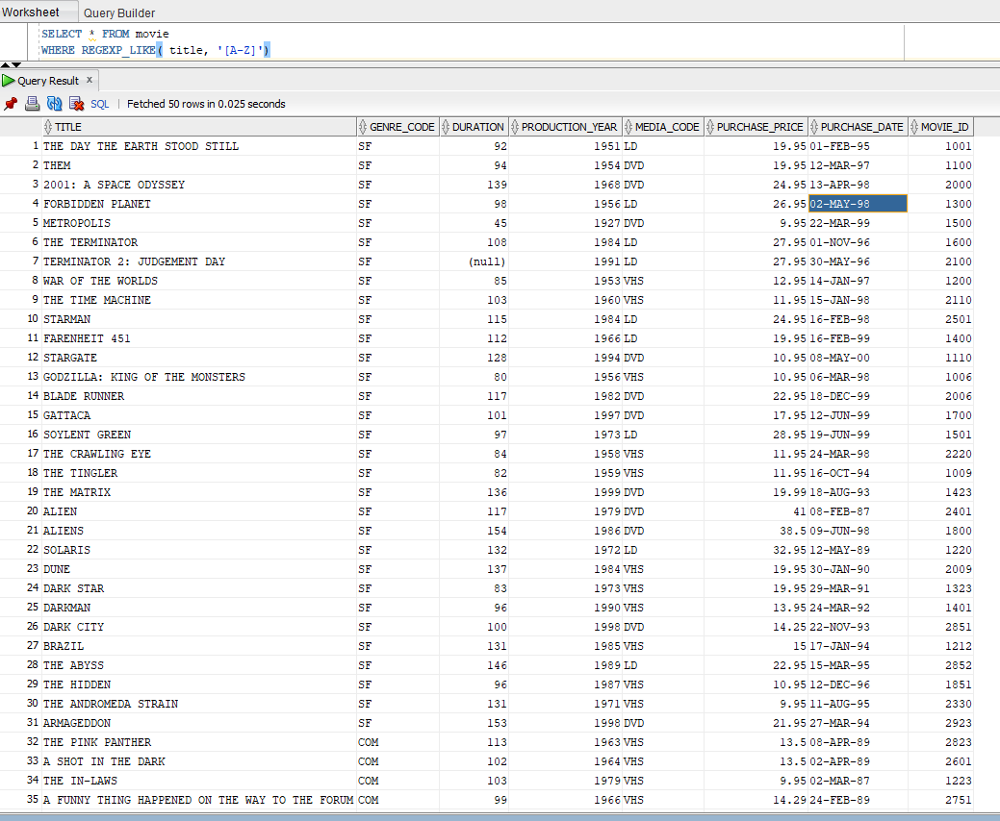 Worksheet Query Builder
SELECT * FROM movie
WHERE REGEXP_LIKE( title, '[A-Z]')
Query Result x
SQL | Fetched 50 rows in 0.025 seconds
TITLE GENRE_CODE DURATION PRODUCTION_YEAR MEDIA_CODE PURCHASE_PRICE PURCHASE_DATE MOVIE_ID
1 THE DAY THE EARTH STOOD STILL SF 92 1951 LD 19.95 01-FEB-95 1001
2 THEM SF 94 1954 DVD 19.95 12-MAR-97 1100
3 2001: A SPACE ODYSSEY SF 139 1968 DVD 24.95 13-APR-98 2000
4 FORBIDDEN PLANET SF 98 1956 LD 26.95 02-MAY-98 1300
5 METROPOLIS SF 45 1927 DVD 9.95 22-MAR-99 1500
6 THE TERMINATOR SF 108 1984 LD 27.95 01-NOV-96 1600
7 TERMINATOR 2: JUDGEMENT DAY SF (null) 1991 LD 27.95 30-MAY-96 2100
8 WAR OF THE WORLDS SF 85 1953 VHS 12.95 14-JAN-97 1200
9 THE TIME MACHINE SF 103 1960 VHS 11.95 15-JAN-98 2110
10 STARMAN SF 115 1984 LD 24.95 16-FEB-98 2501
11 FARENHEIT 451 SF 112 1966 LD 19.95 16-FEB-99 1400
12 STARGATE SF 128 1994 DVD 10.95 08-MAY-00 1110
13 GODZILLA: KING OF THE MONSTERS SF 80 1956 VHS 10.95 06-MAR-98 1006
14 BLADE RUNNER SF 117 1982 DVD 22.95 18-DEC-99 2006
15 GATTACA SF 101 1997 DVD 17.95 12-JUN-99 1700
16 SOYLENT GREEN SF 97 1973 LD 28.95 19-JUN-99 1501
17 THE CRAWLING EYE SF 84 1958 VHS 11.95 24-MAR-98 2220
18 THE TINGLER SF 82 1959 VHS 11.95 16-OCT-94 1009
19 THE MATRIX SF 136 1999 DVD 19.99 18-AUG-93 1423
20 ALIEN SF 117 1979 DVD 41 08-FEB-87 2401
21 ALIENS SF 154 1986 DVD 38.5 09-JUN-98 1800
22 SOLARIS SF 132 1972 LD 32.95 12-MAY-89 1220
23 DUNE SF 137 1984 VHS 19.95 30-JAN-90 2009
24 DARK STAR SF 83 1973 VHS 19.95 29-MAR-91 1323
25 DARKMAN SF 96 1990 VHS 13.95 24-MAR-92 1401
26 DARK CITY SF 100 1998 DVD 14.25 22-NOV-93 2851
27 BRAZIL SF 131 1985 VHS 15 17-JAN-94 1212
28 THE ABYSS SF 146 1989 LD 22.95 15-MAR-95 2852
29 THE HIDDEN SF 96 1987 VHS 10.95 12-DEC-96 1851
30 THE ANDROMEDA STRAIN SF 131 1971 VHS 9.95 11-AUG-95 2330
31 ARMAGEDDON SF 153 1998 DVD 21.95 27-MAR-94 2923
32 THE PINK PANTHER COM 113 1963 VHS 13.5 08-APR-89 2823
33 A SHOT IN THE DARK COM 102 1964 VHS 13.5 02-APR-89 2601
34 THE IN-LAWS COM 103 1979 VHS 9.95 02-MAR-87 1223
35 A FUNNY THING HAPPENED ON THE WAY TO THE FORUM COM 99 1966 VHS 14.29 24-FEB-89 2751